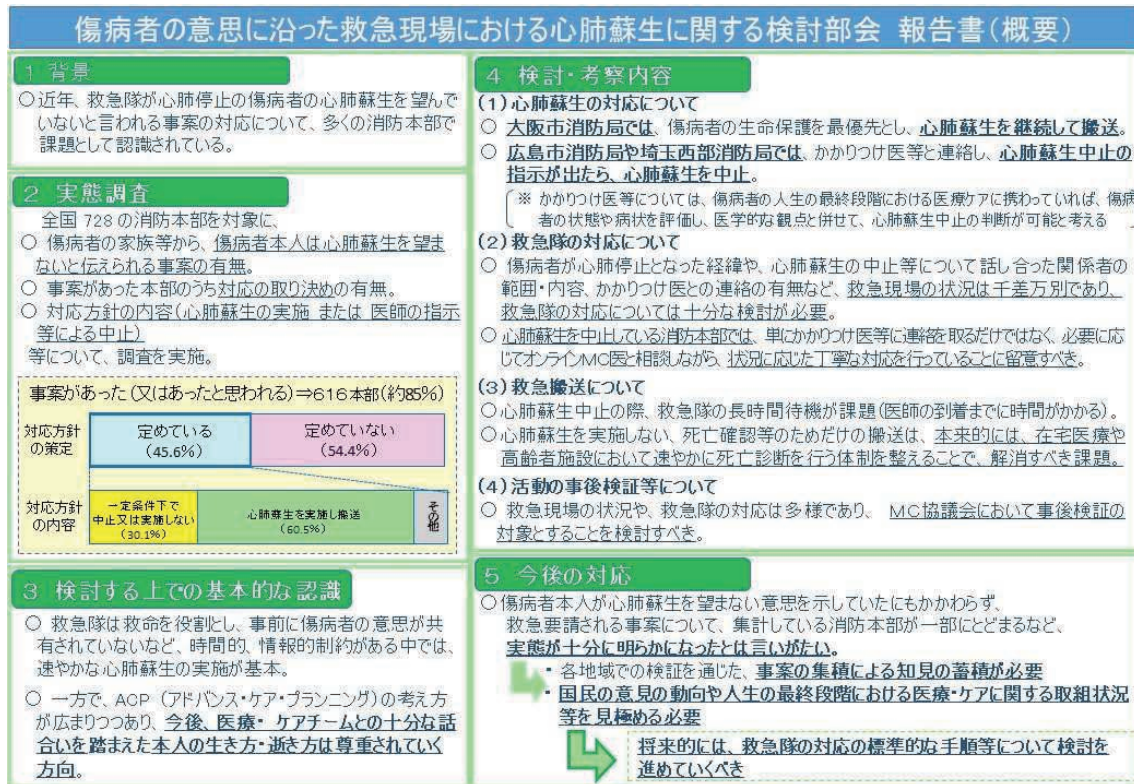 傷病者の意思に沿った救急現場における心肺蘇生に関する検討部会 報告書(概要)
1 背景
○近年、救急隊が心肺停止の傷病者の心肺蘇生を望んで
いないと言われる事案の対応について、多くの消防本部で
課題として認識されている。
2 実態調査
全国 728 の消防本部を対象に、
○ 傷病者の家族等から、傷病者本人は心肺蘇生を望ま
ないと伝えられる事案の有無。
○ 事案があった本部のうち対応の取り決めの有無。
○ 対応方針の内容(心肺蘇生の実施 または 医師の指示
等による中止)
等について、調査を実施。
事案があった(又はあったと思われる)⇒616本部(約85%)
対応方針
の策定
定めている
(45.6%)
定めていない
(54.4%)
対応方針
の内容
一定条件下で
中止又は実施しない
(30.1%)
心肺蘇生を実施し搬送
(60.5%)
その他
3 検討する上での基本的な認識
○ 救急隊は救命を役割とし、事前に傷病者の意思が共
有されていないなど、時間的、情報的制約がある中では、
速やかな心肺蘇生の実施が基本。
○ 一方で、ACP (アドバンス・ケア・プランニング)の考え方
が広まりつつあり、今後、医療・ケアチームとの十分な話
合いを踏まえた本人の生き方・逝き方は尊重されていく
方向。
4 検討・考察内容
(1)心肺蘇生の対応について
○ 大阪市消防局では、傷病者の生命保護を最優先とし、心肺蘇生を継続して搬送。
○ 広島市消防局や埼玉西部消防局では、かかりつけ医等と連絡し、心肺蘇生中止の
指示が出たら、心肺蘇生を中止。
※ かかりつけ医等については、傷病者の人生の最終段階における医療ケアに携わっていれば、傷病
者の状態や病状を評価し、医学的な観点と併せて、心肺蘇生中止の判断が可能と考える
(2)救急隊の対応について
○ 傷病者が心肺停止となった経緯や、心肺蘇生の中止等について話し合った関係者の
範囲・内容、かかりつけ医との連絡の有無など、救急現場の状況は千差万別であり、
救急隊の対応については十分な検討が必要。
○ 心肺蘇生を中止している消防本部では、単にかかりつけ医等に連絡を取るだけではなく、必要に応
じてオンラインMC医と相談しながら、状況に応じた丁寧な対応を行っていることに留意すべき。
(3)救急搬送について
○心肺蘇生中止の際、救急隊の長時間待機が課題(医師の到着までに時間がかかる)。
○心肺蘇生を実施しない、死亡確認等のためだけの搬送は、本来的には、在宅医療や
高齢者施設において速やかに死亡診断を行う体制を整えることで、解消すべき課題。
(4)活動の事後検証等について
○ 救急現場の状況や、救急隊の対応は多様であり、 MC協議会において事後検証の
対象とすることを検討すべき。
5 今後の対応
○傷病者本人が心肺蘇生を望まない意思を示していたにもかかわらず、
救急要請される事案について、集計している消防本部が一部にとどまるなど、
実態が十分に明らかになったとは言いがたい。
・各地域での検証を通じた、事案の集積による知見の蓄積が必要
・国民の意見の動向や人生の最終段階における医療・ケアに関する取組状況
等を見極める必要
将来的には、救急隊の対応の標準的な手順等について検討を
進めていくべき